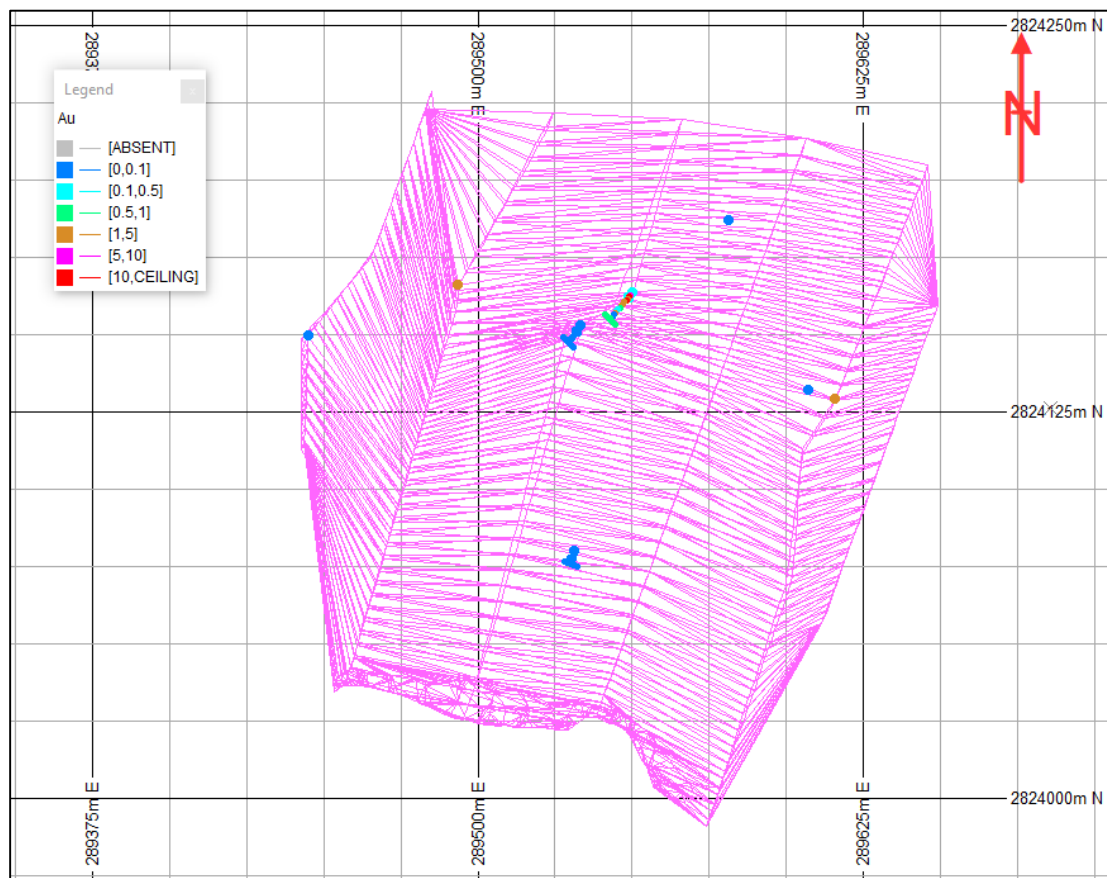 2824250m N
289500m E
289625m E
N
Legend
x
Au
[ABSENT]
[0,0.1]
[0.1,0.5]
[0.5,1]
[1,5]
[5,10]
[10,CEILING]
2824125m N
289375m E
289500m E
289625m E
2824000m N